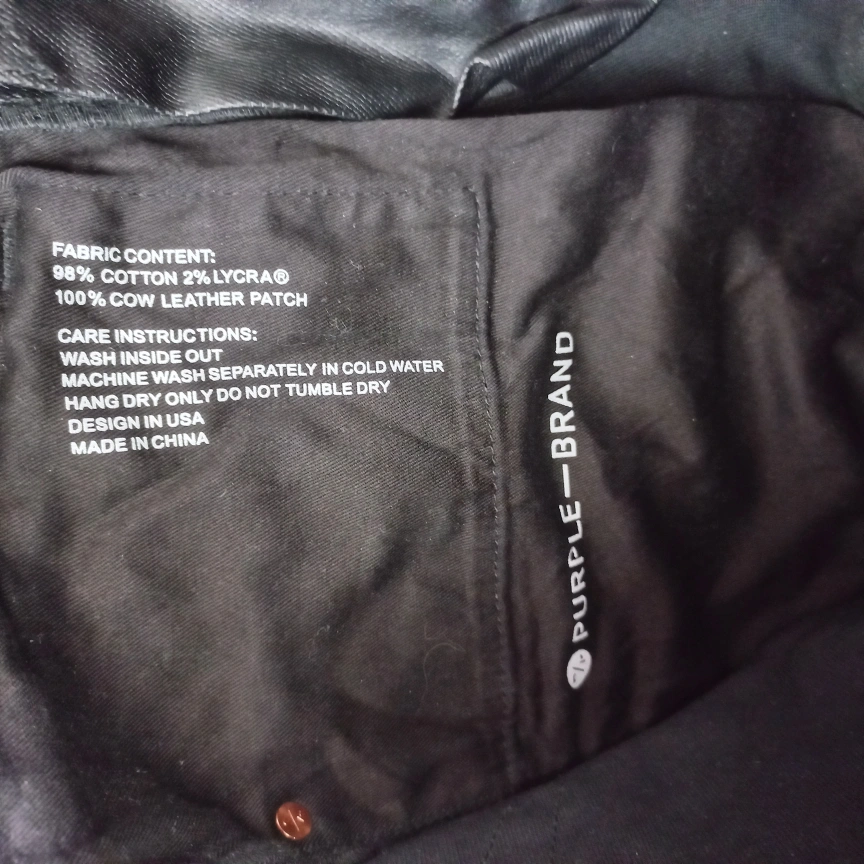 FABRIC CONTENT:
98% COTTON 2% LYCRA®
100% COW LEATHER PATCH
CARE INSTRUCTIONS:
WASH INSIDE OUT
MACHINE WASH SEPARATELY IN COLD WATER
HANG DRY ONLY DO NOT TUMBLE DRY
DESIGN IN USA
MADE IN CHINA
PURPLE—BRAND